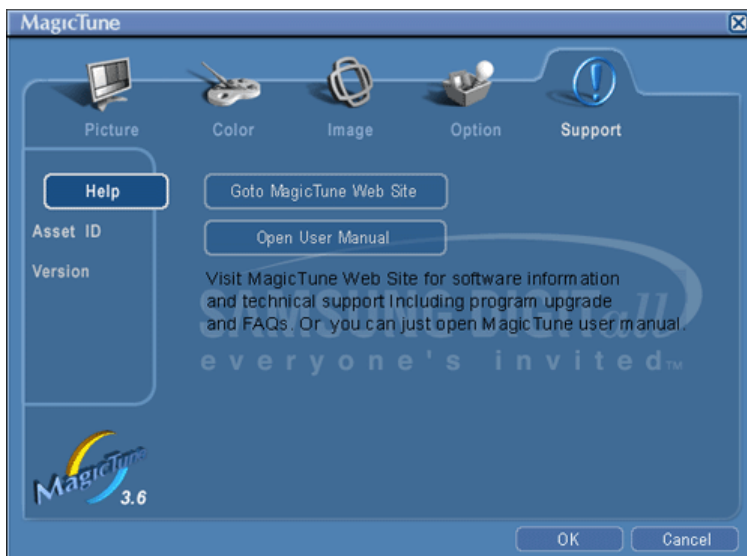 MagicTune
Picture
Color
Image
Option
Support
Help
Asset ID
Version
Goto MagicTune Web Site
Open User Manual
Visit MagicTune Web Site for software information
and technical support Including program upgrade
and FAQs. Or you can just open MagicTune user manual.
SAMSUNG DIGITall
everyone's invited™
MagicTune
3.6
OK
Cancel